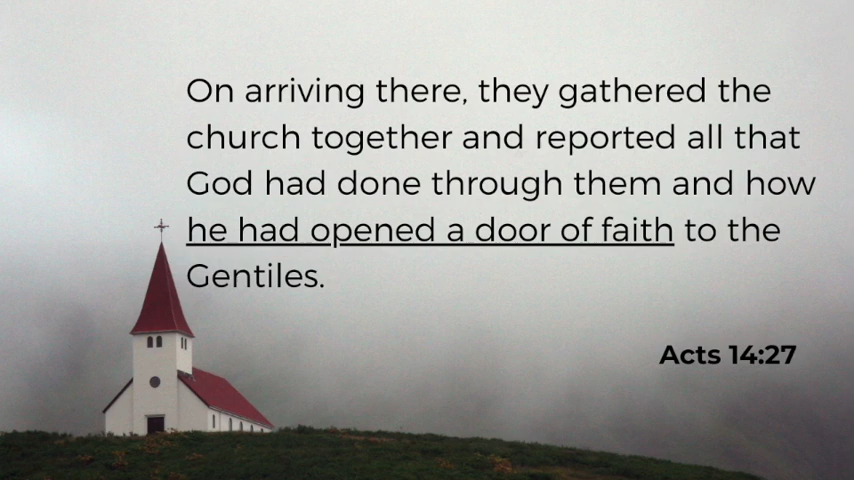 On arriving there, they gathered the
church together and reported all that
God had done through them and how
he had opened a door of faith to the
Gentiles.
Acts 14:27